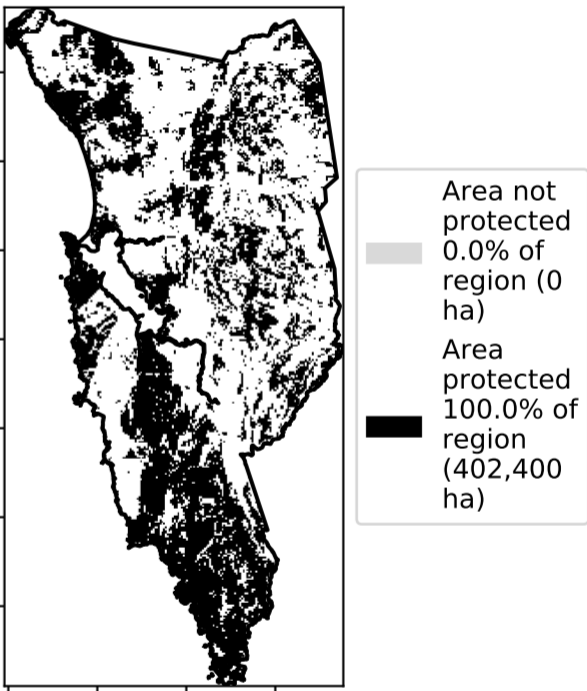 Area not
protected
0.0% of
region (0
ha)
Area
protected
100.0% of
region
(402,400
ha)